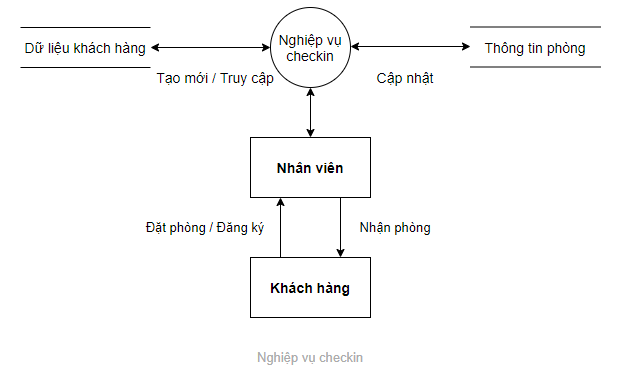 Dữ liệu khách hàng
Nghiệp vụ
checkin
Thông tin phòng
Tạo mới / Truy cập
Cập nhật
Nhân viên
Đặt phòng / Đăng ký
Nhận phòng
Khách hàng
Nghiệp vụ checkin